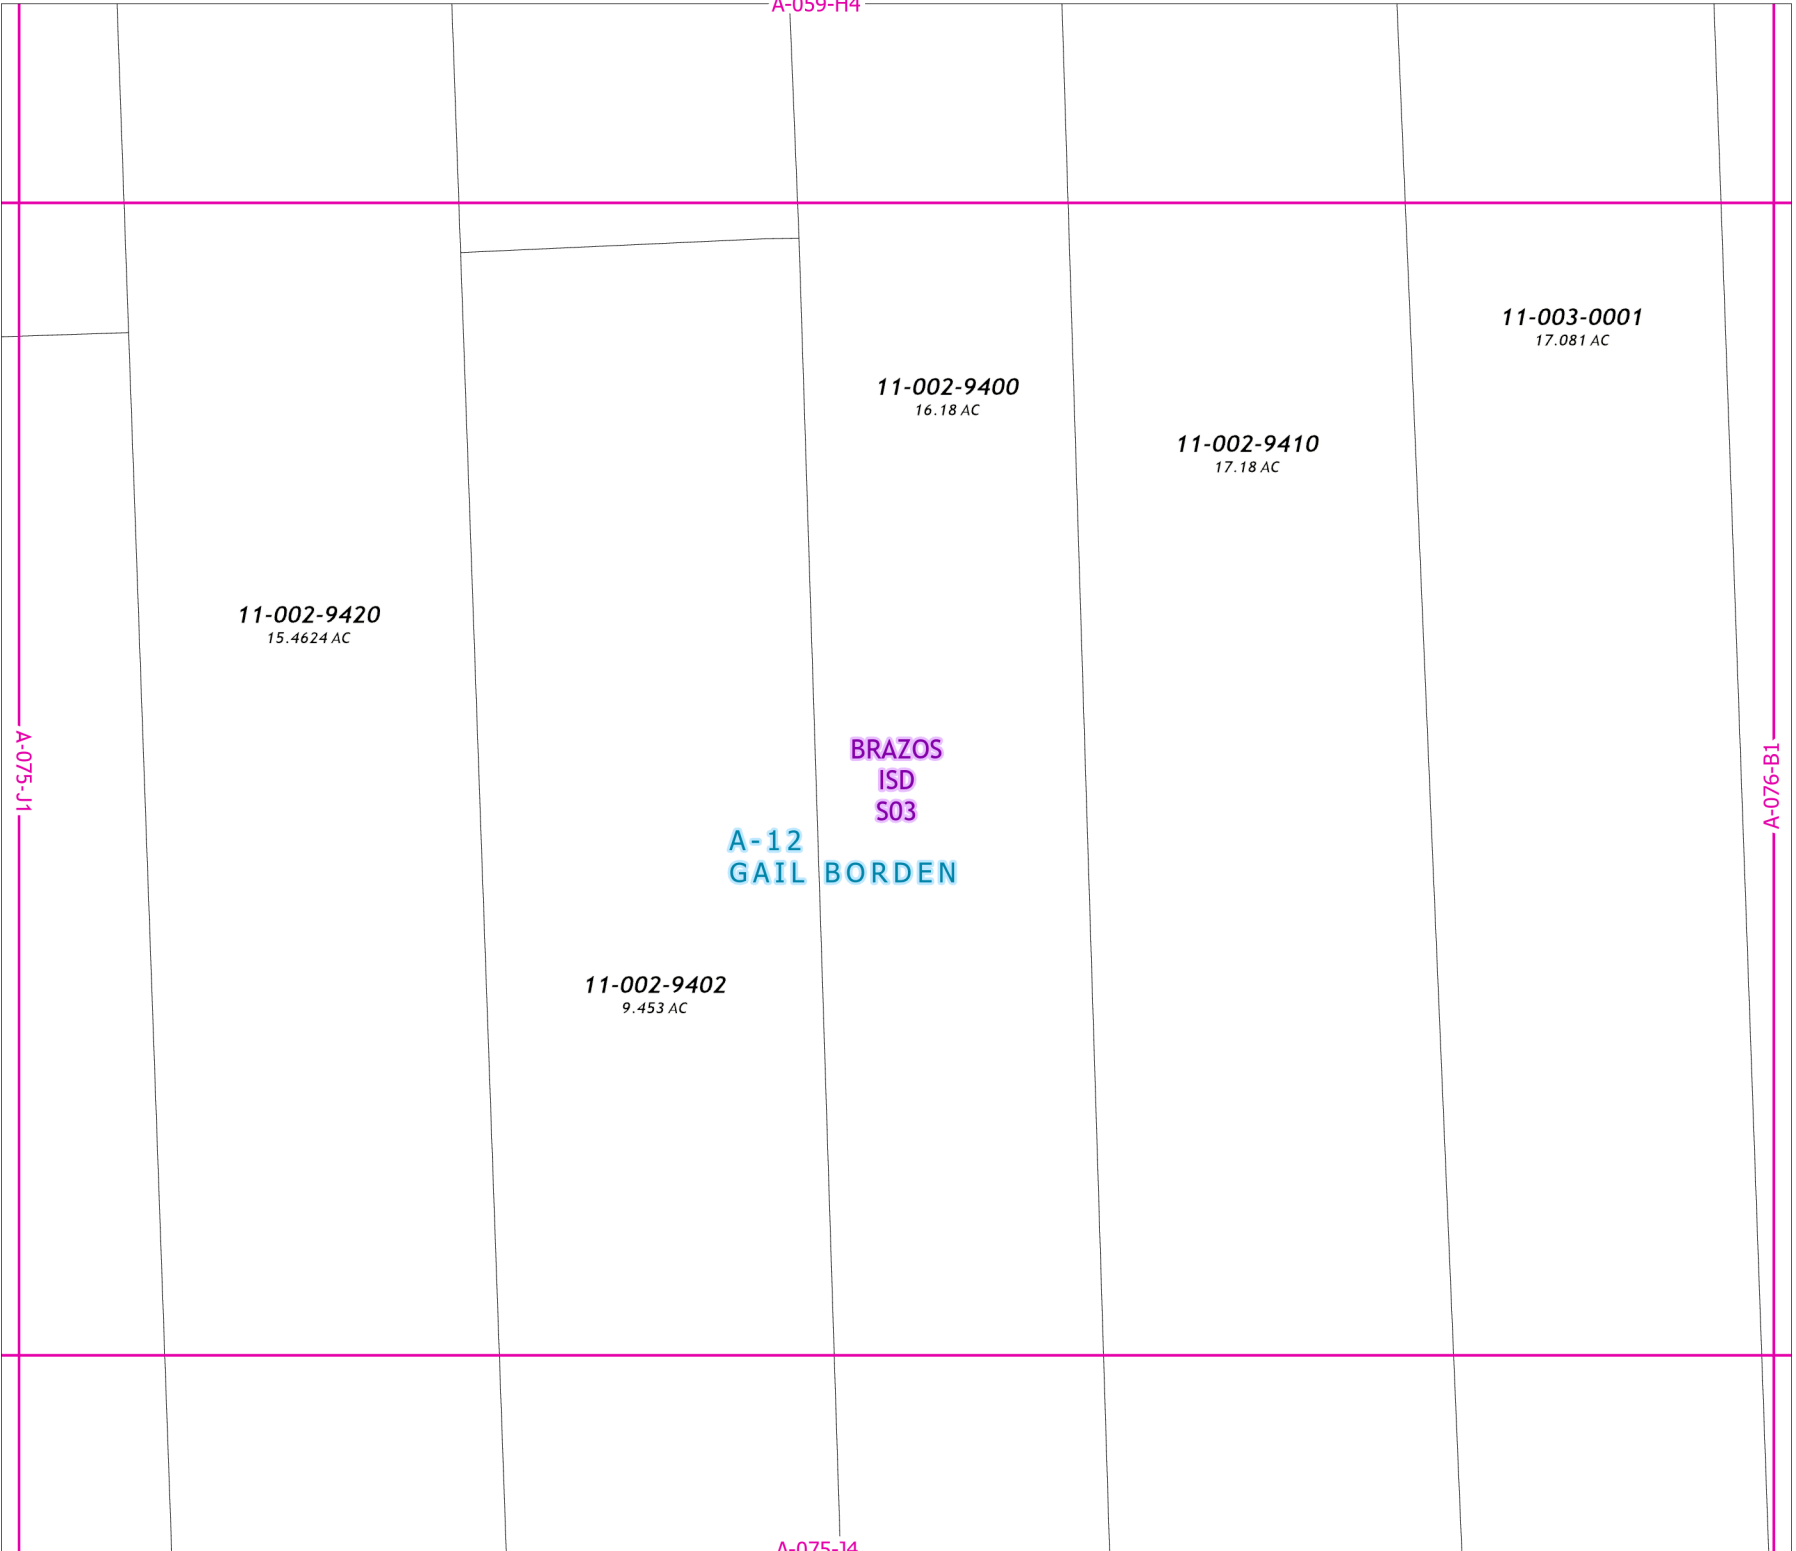 A-059-H4
11-003-0001
17.081 AC
11-002-9400
16.18 AC
11-002-9410
17.18 AC
11-002-9420
15.4624 AC
A-075-J1
BRAZOS
ISD
S03
A-076-B1
A-12
GAIL BORDEN
11-002-9402
9.453 AC
A-075-J4